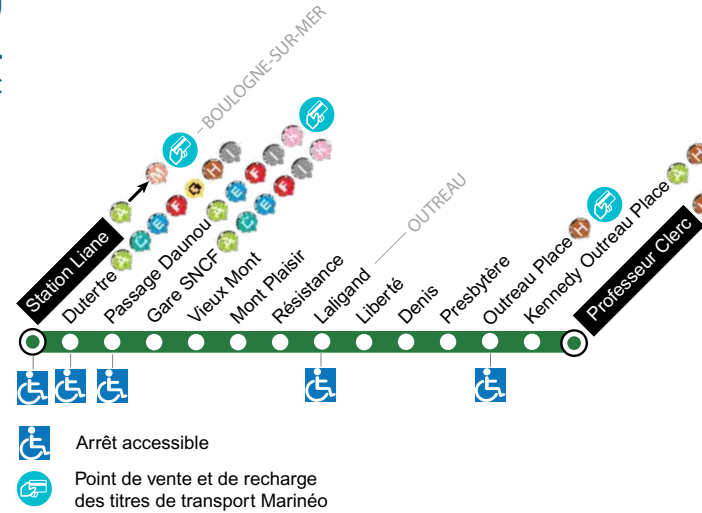 BOULOGNE-SUR-MER
OUTREAU
Station Liane
A
M
Dutertre
A
C
E
F
G
H
I
Passage Daunou
A
E
F
I
K
Gare SNCF
A
C
E
F
I
K
Vieux Mont
Mont Plaisir
Résistance
Laligand
Liberté
Denis
Presbytère
Outreau Place
H
Kennedy Outreau Place
A
H
Professeur Clerc
Arrêt accessible
Point de vente et de recharge
des titres de transport Marinéo